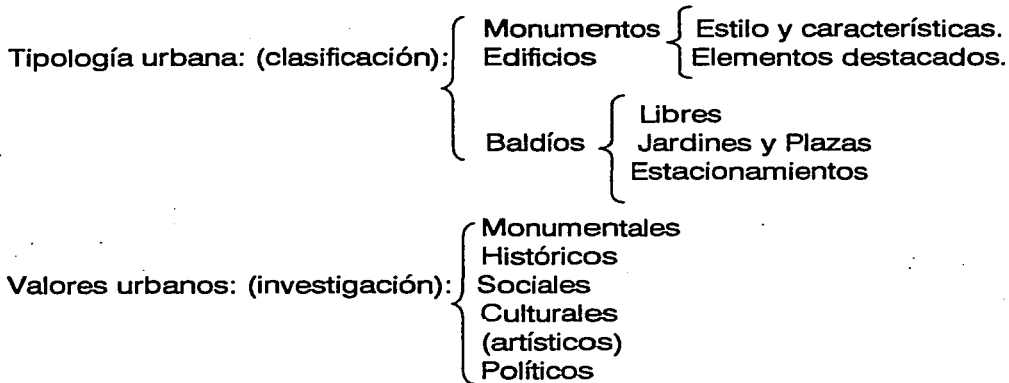 Monumentos Estilo y características.
Tipología urbana: (clasificación): Edificios Elementos destacados.
Libres
Baldíos Jardines y Plazas
Estacionamientos
Monumentales
Históricos
Valores urbanos: (investigación): Sociales
Culturales
(artísticos)
Políticos